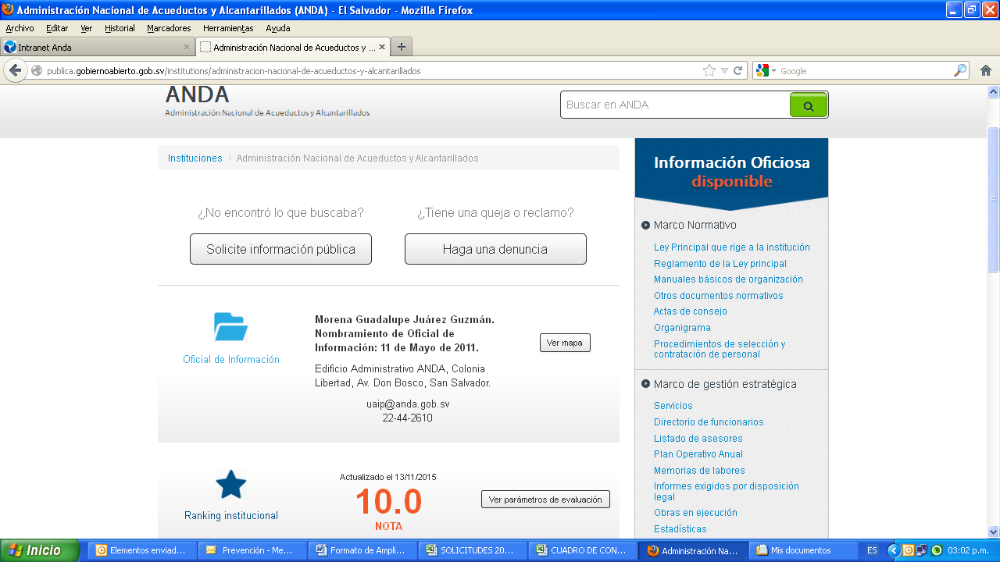 Administración Nacional de Acueductos y Alcantarillados (ANDA) - El Salvador - Mozilla Firefox
Archivo Editar Ver Historial Marcadores Herramientas Ayuda
Intranet Anda
Administración Nacional de Acueductos y ...
publica.gobiernoabierto.gob.sv/institutions/administracion-nacional-de-acueductos-y-alcantarillados
Google
ANDA
Administración Nacional de Acueductos y Alcantarillados
Buscar en ANDA
Instituciones / Administración Nacional de Acueductos y Alcantarillados
¿No encontró lo que buscaba?
Solicite información pública
¿Tiene una queja o reclamo?
Haga una denuncia
Oficial de Información
Morena Guadalupe Juárez Guzmán.
Nombramiento de Oficial de
Información: 11 de Mayo de 2011.
Edificio Administrativo ANDA, Colonia
Libertad, Av. Don Bosco, San Salvador.
uaip@anda.gob.sv
22-44-2610
Ver mapa
Ranking institucional
Actualizado el 13/11/2015
10.0
NOTA
Ver parámetros de evaluación
Información Oficiosa
disponible
Marco Normativo
Ley Principal que rige a la institución
Reglamento de la Ley principal
Manuales básicos de organización
Otros documentos normativos
Actas de consejo
Organigrama
Procedimientos de selección y
contratación de personal
Marco de gestión estratégica
Servicios
Directorio de funcionarios
Listado de asesores
Plan Operativo Anual
Memorias de labores
Informes exigidos por disposición
legal
Obras en ejecución
Estadísticas
Inicio
Elementos enviad...
Prevención - Me...
Formato de Ampli...
SOLICITUDES 20...
CUADRO DE CON...
Administración Na...
Mis documentos
ES
03:02 p.m.